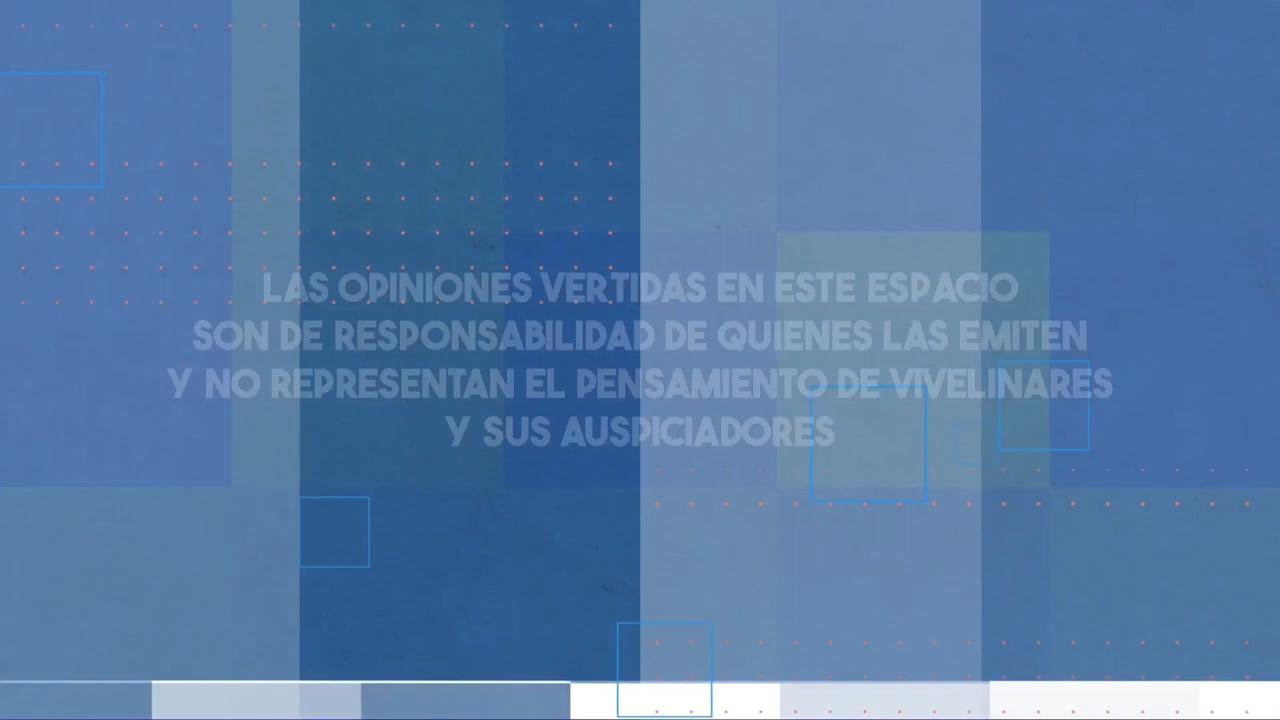 LAS OPINIONES VERTIDAS EN ESTE ESPACIO
SON DE RESPONSABILIDAD DE QUIENES LAS EMITEN
Y NO REPRESENTAN EL PENSAMIENTO DE VIVELINARES
Y SUS AUSPICIADORES